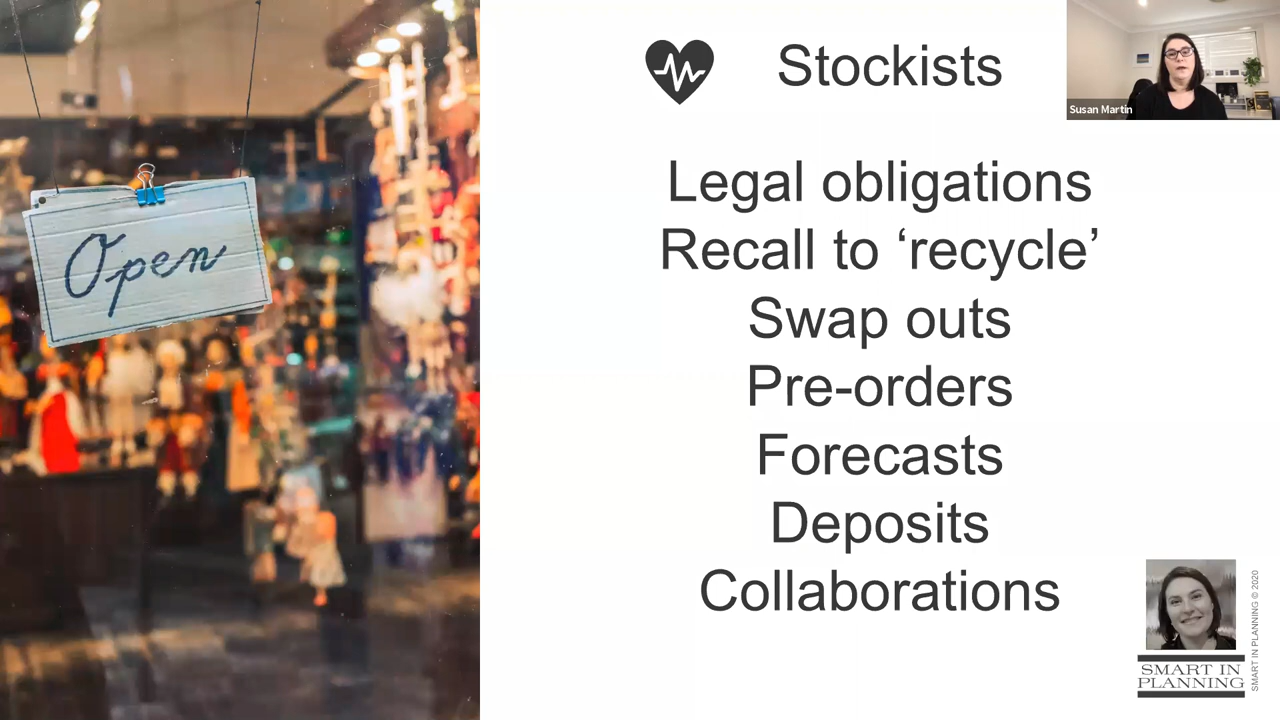 Open
Stockists
Susan Martin
Legal obligations
Recall to ‘recycle’
Swap outs
Pre-orders
Forecasts
Deposits
Collaborations
SMART IN
PLANNING
SMART IN PLANNING © 2020